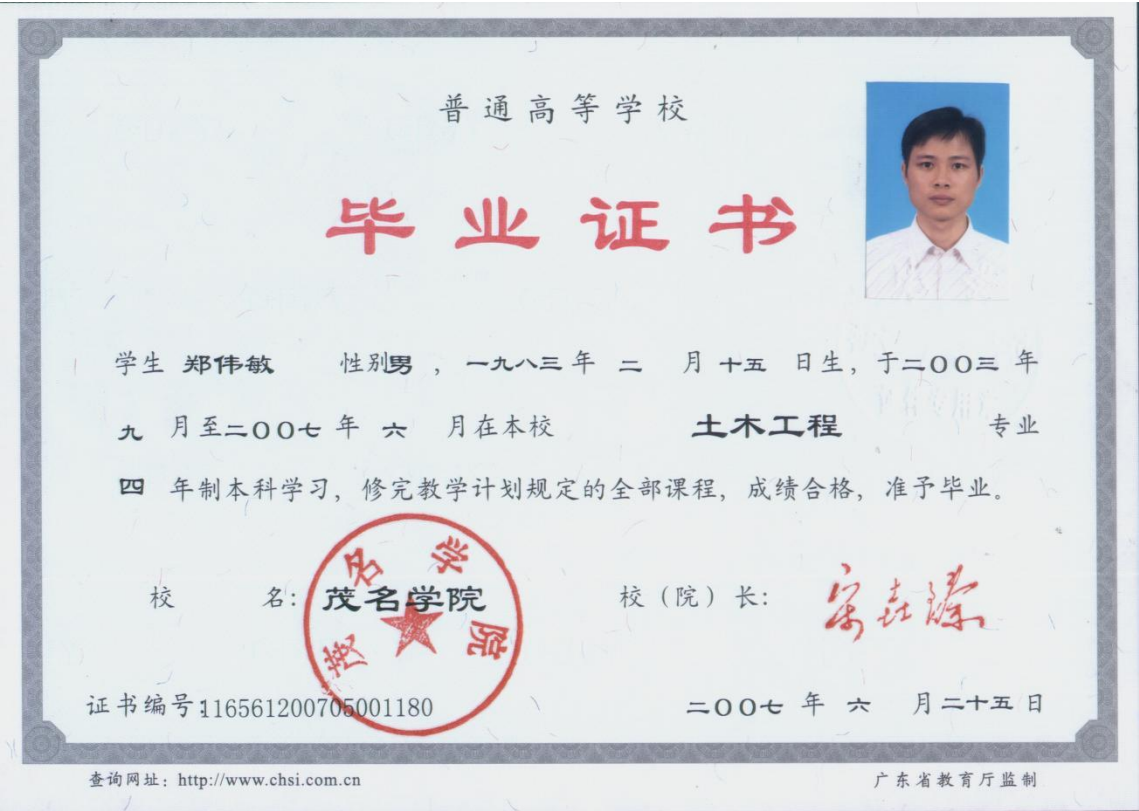 普通高等学校
毕业证书
学生 郑伟敏 性别男，一九八三年 二 月 十五 日生，于二〇〇三 年
九 月至二〇〇七 年 六 月在本校 土木工程 专业
四 年制本科学习，修完教学计划规定的全部课程，成绩合格，准予毕业。
茂名学院
校 名：茂名学院 校（院）长：
证书编号：116561200705001180 二〇〇七 年 六 月二十五日
查询网址：http://www.chsi.com.cn 广东省教育厅监制